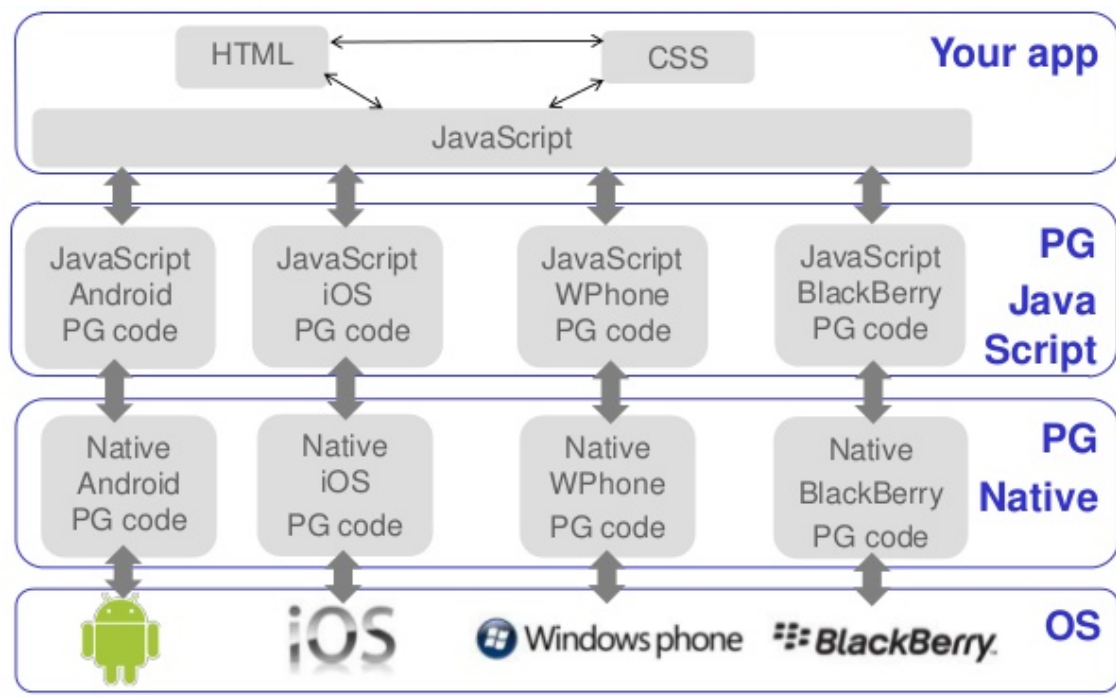 HTML
CSS
Your app
JavaScript
JavaScript
Android
PG code
JavaScript
iOS
PG code
JavaScript
WPhone
PG code
JavaScript
BlackBerry
PG code
PG
Java
Script
Native
Android
PG code
Native
iOS
PG code
Native
WPhone
PG code
Native
BlackBerry
PG code
PG
Native
iOS
Windows phone
BlackBerry.
OS